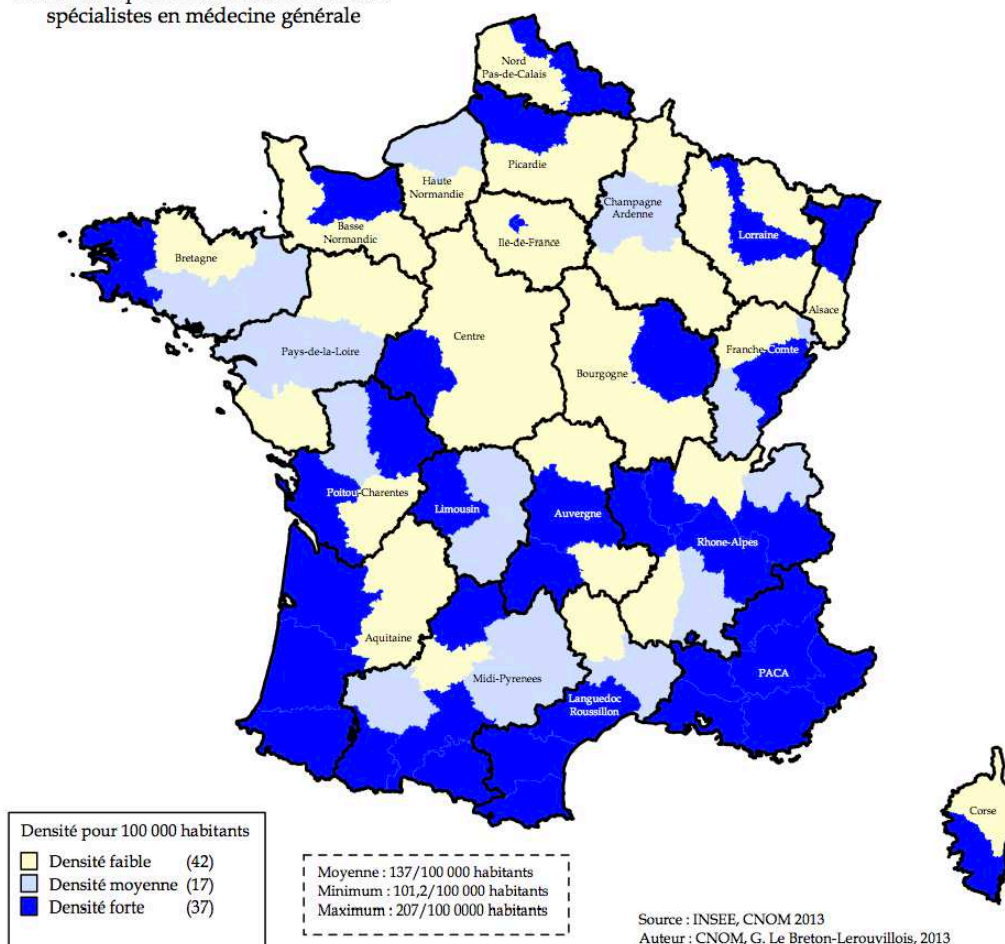 spécialistes en médecine générale
Nord
Pas-de-Calais
Picardie
Haute
Normandie
Champagne
Ardenne
Basse
Normandie
Ile-de-France
Lorraine
Bretagne
Alsace
Pays-de-la-Loire
Centre
Franche-Comte
Bourgogne
Poitou-Charentes
Limousin
Auvergne
Rhone-Alpes
Aquitaine
Midi-Pyrenees
PACA
Languedoc
Roussillon
Corse
Densité pour 100 000 habitants
Densité faible (42)
Densité moyenne (17)
Densité forte (37)
Moyenne : 137/100 000 habitants
Minimum : 101,2/100 000 habitants
Maximum : 207/100 0000 habitants
Source : INSEE, CNOM 2013
Auteur : CNOM, G. Le Breton-Lerouvillois, 2013